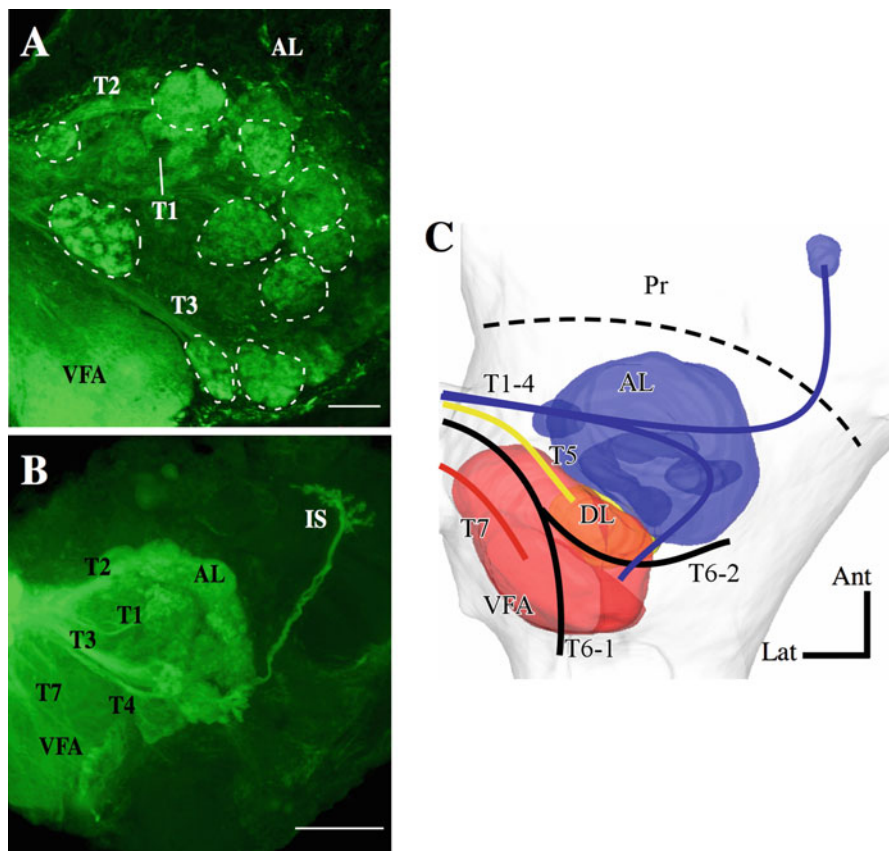 A
AL
T2
T1
T3
VFA
B
IS
T2
AL
T1
T3
T7
T4
VFA
C
Pr
T1-4
AL
T5
DL
T7
T6-2
VFA
Ant
Lat
T6-1